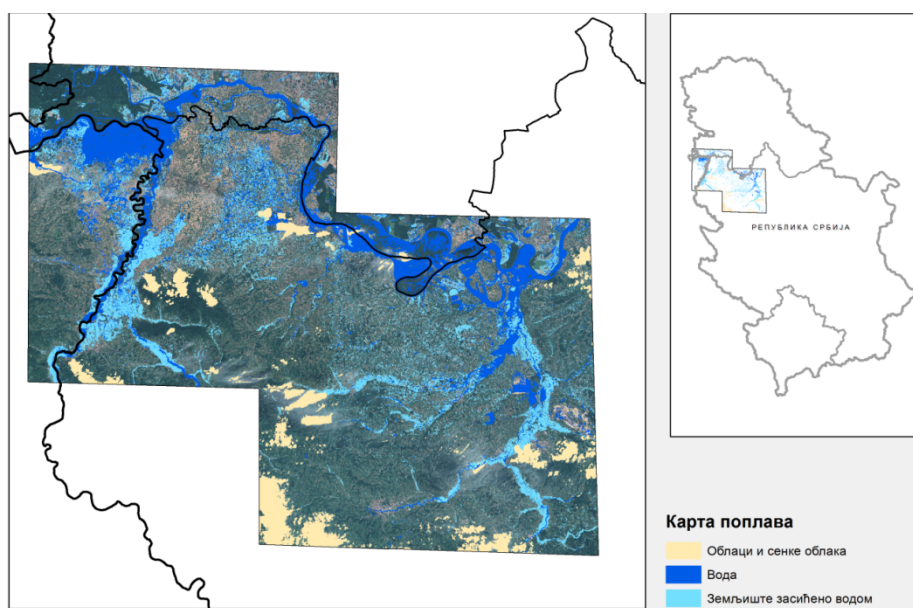 РЕПУБЛИКА СРБИЈА
Карта поплава
Облаци и сенке облака
Вода
Земљиште засићено водом